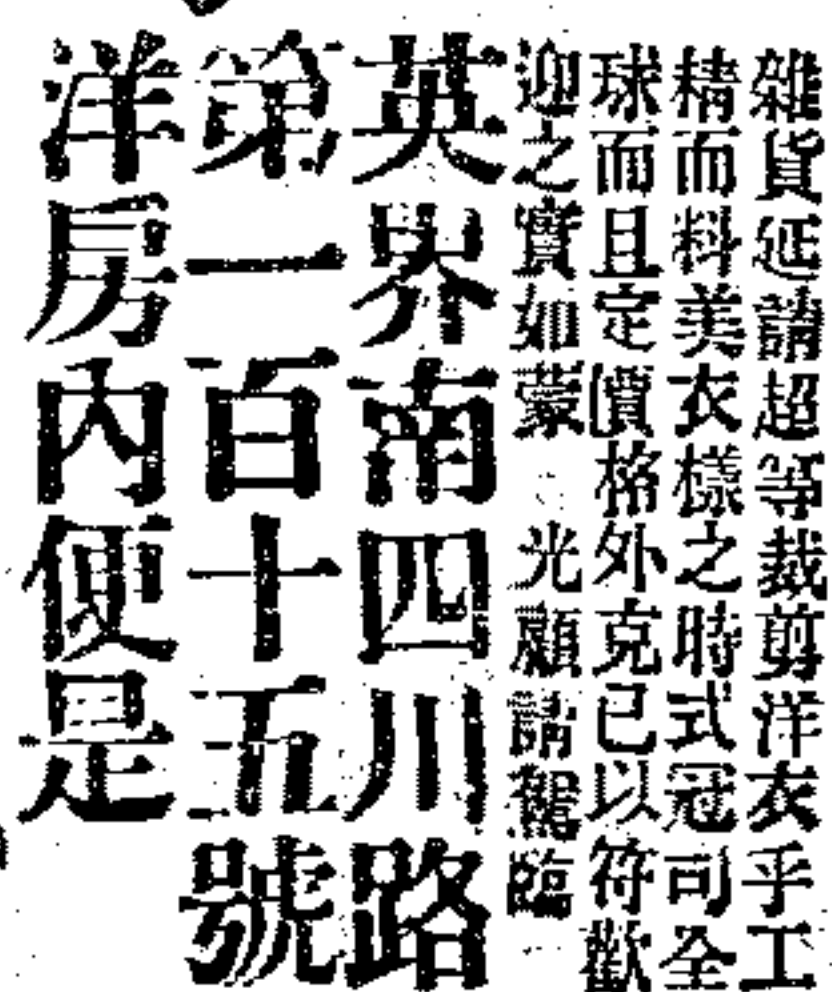 雜貨延請超等裁剪洋衣乎工
精而料美衣樣之時式冠司全
球而且定價格外克己以符歡
迎之實如蒙 光顧請駕臨
英界南四川路
第一百十五號
洋房內便是